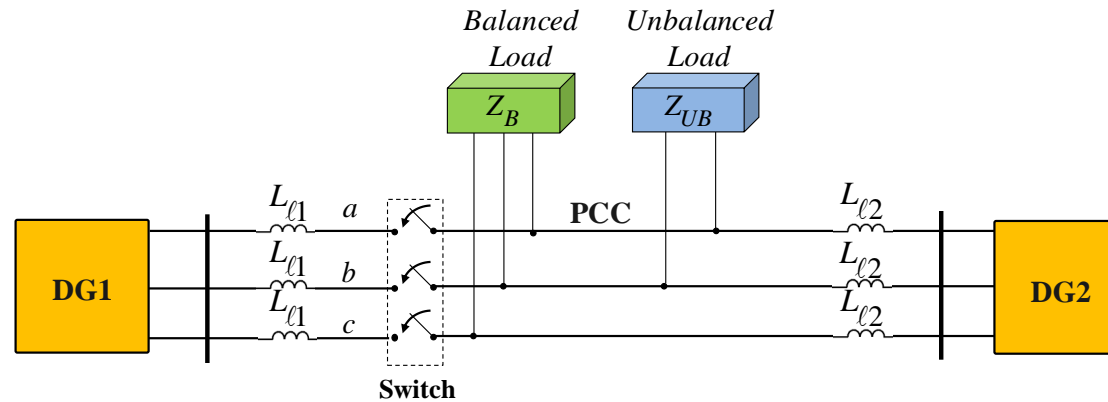 Balanced
Load
Unbalanced
Load
Z_B
Z_UB
L_ℓ1
a
PCC
L_ℓ2
L_ℓ1
b
L_ℓ2
DG1
DG2
L_ℓ1
c
L_ℓ2
Switch